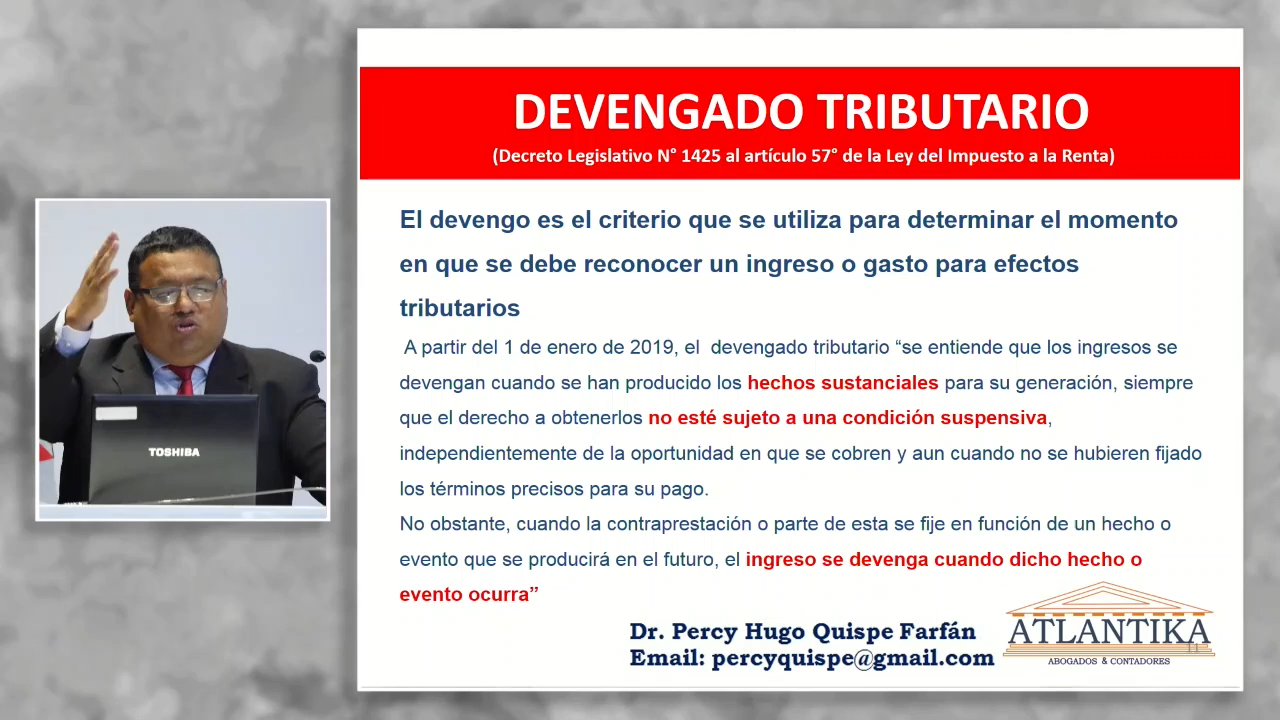 DEVENGADO TRIBUTARIO
(Decreto Legislativo N° 1425 al artículo 57° de la Ley del Impuesto a la Renta)
El devengo es el criterio que se utiliza para determinar el momento
en que se debe reconocer un ingreso o gasto para efectos
tributarios
A partir del 1 de enero de 2019, el devengado tributario “se entiende que los ingresos se
devengan cuando se han producido los hechos sustanciales para su generación, siempre
que el derecho a obtenerlos no esté sujeto a una condición suspensiva,
independientemente de la oportunidad en que se cobren y aun cuando no se hubieren fijado
los términos precisos para su pago.
No obstante, cuando la contraprestación o parte de esta se fije en función de un hecho o
evento que se producirá en el futuro, el ingreso se devenga cuando dicho hecho o
evento ocurra”
Dr. Percy Hugo Quispe Farfán
Email: percyquispe@gmail.com
ATLANTIKA
11
ABOGADOS & CONTADORES
TOSHIBA